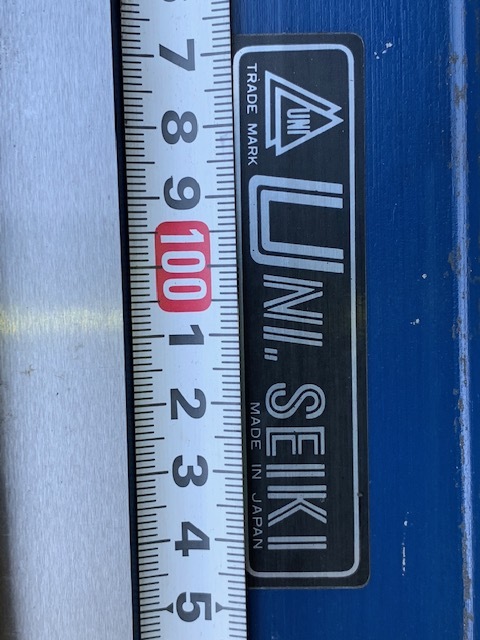 7 8 9 100 1 2 3 4 5
UNI
TRADE MARK
UNI,, SEIKI
MADE IN JAPAN